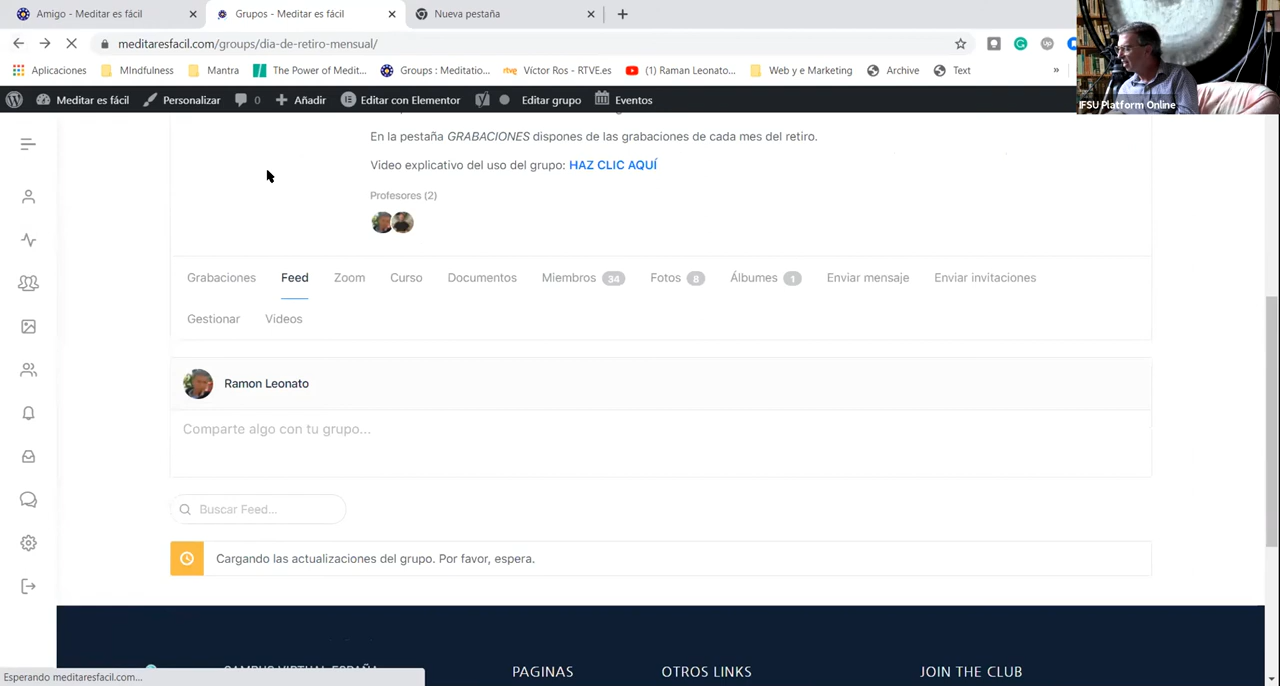 Amigo - Meditar es fácil
Grupos - Meditar es fácil
Nueva pestaña
meditaresfacil.com/groups/dia-de-retiro-mensual/
Aplicaciones
MIndfulness
Mantra
The Power of Medit...
Groups : Meditatio...
Víctor Ros - RTVE.es
(1) Raman Leonato...
Web y e Marketing
Archive
Text
»
IFSU Platform Online
Meditar es fácil
Personalizar
0
Añadir
Editar con Elementor
Editar grupo
Eventos
En la pestaña GRABACIONES dispones de las grabaciones de cada mes del retiro.
Video explicativo del uso del grupo: HAZ CLIC AQUÍ
Profesores (2)
Grabaciones
Feed
Zoom
Curso
Documentos
Miembros 34
Fotos 8
Álbumes 1
Enviar mensaje
Enviar invitaciones
Gestionar
Videos
Ramon Leonato
Comparte algo con tu grupo...
Buscar Feed...
Cargando las actualizaciones del grupo. Por favor, espera.
CAMPUS VIRTUAL ESPAÑA
PAGINAS
OTROS LINKS
JOIN THE CLUB
Esperando meditaresfacil.com...